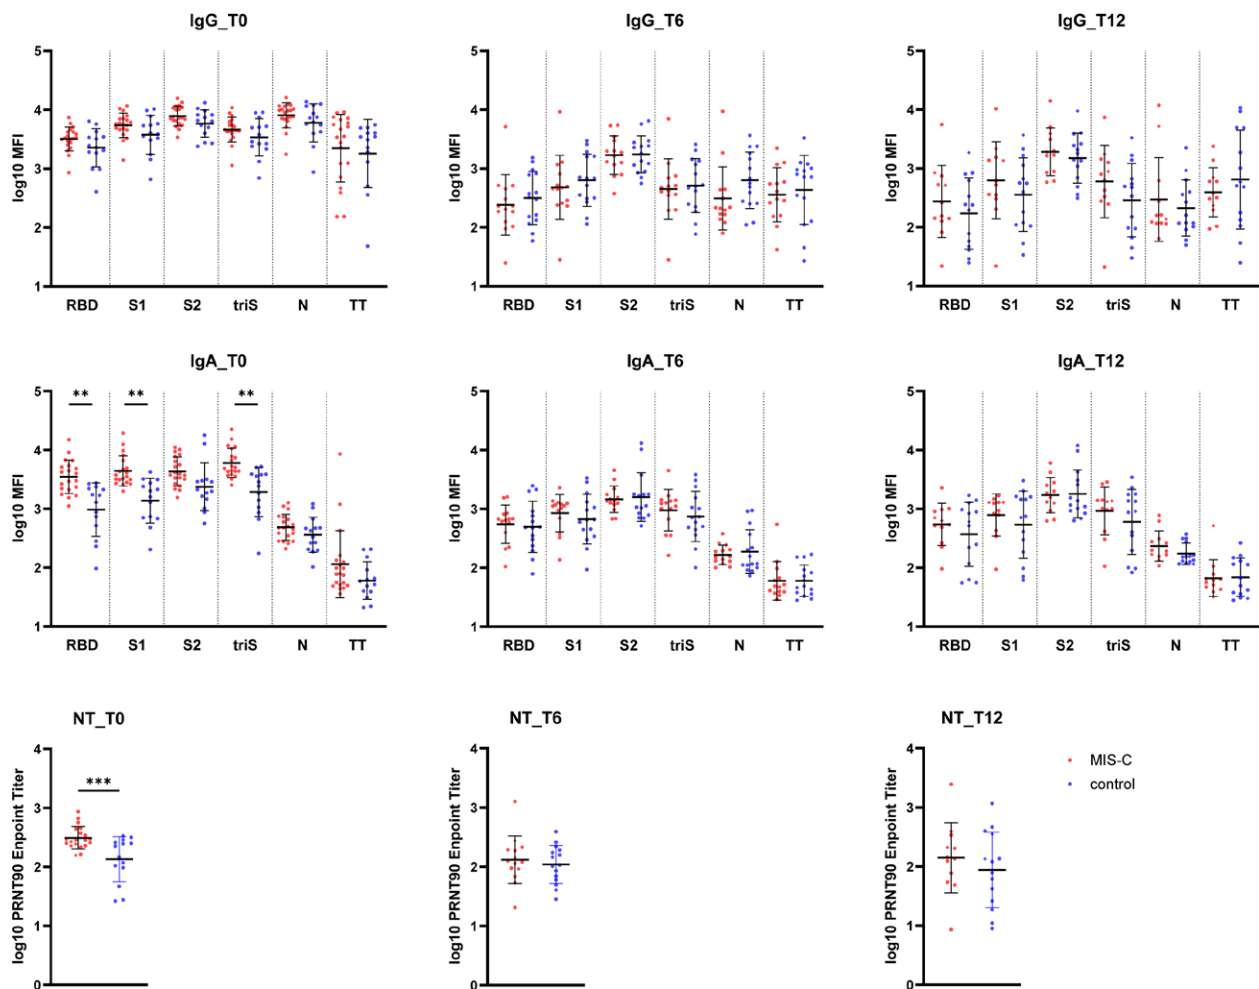 IgG_T0
IgG_T6
IgG_T12
5
4
3
2
1
log10 MFI
RBD S1 S2 triS N TT
5
4
3
2
1
log10 MFI
RBD S1 S2 triS N TT
5
4
3
2
1
log10 MFI
RBD S1 S2 triS N TT
IgA_T0
IgA_T6
IgA_T12
5
4
3
2
1
log10 MFI
** ** **
RBD S1 S2 triS N TT
5
4
3
2
1
log10 MFI
RBD S1 S2 triS N TT
5
4
3
2
1
log10 MFI
RBD S1 S2 triS N TT
NT_T0
NT_T6
NT_T12
4
3
2
1
0
log10 PRNT90 Enpoint Titer
***
4
3
2
1
0
log10 PRNT90 Enpoint Titer
4
3
2
1
0
log10 PRNT90 Enpoint Titer
MIS-C
control